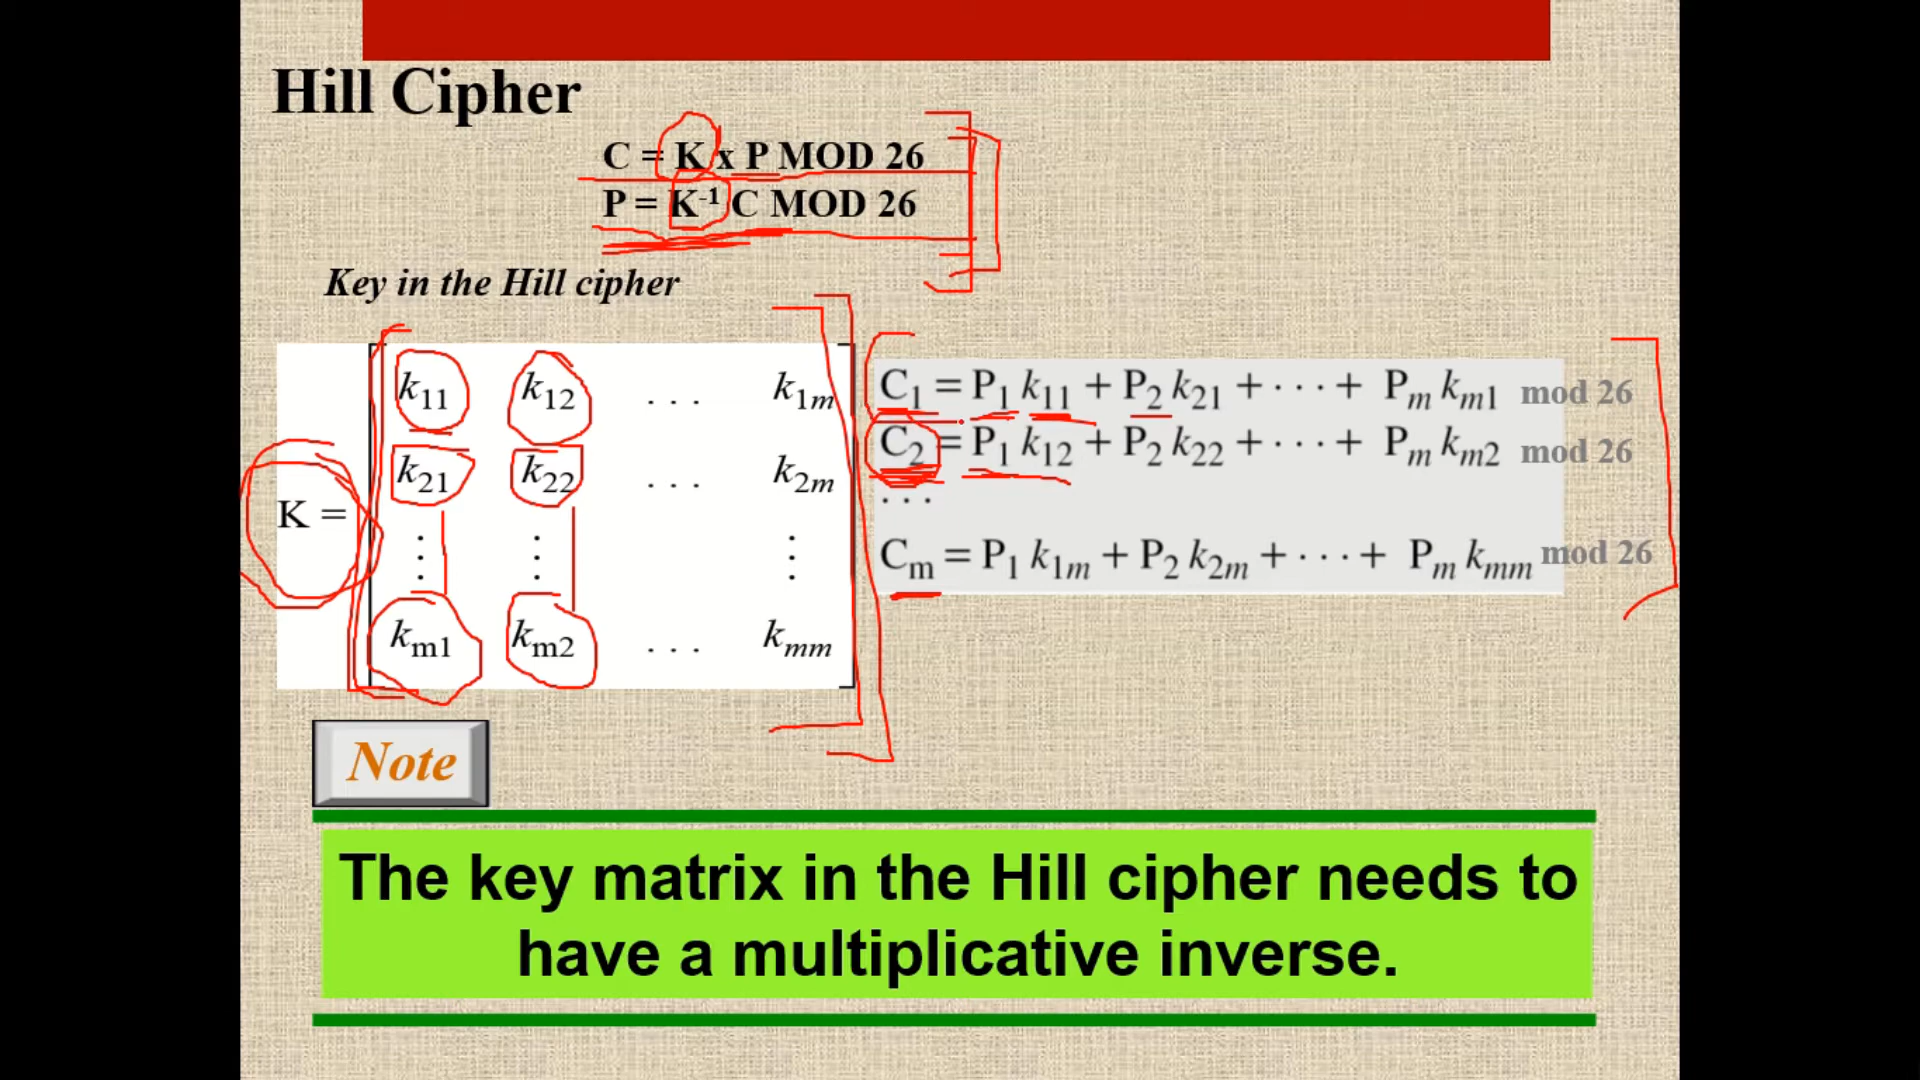 Hill Cipher
C = K x P MOD 26
P = K⁻¹ C MOD 26
Key in the Hill cipher
K =
k₁₁ k₁₂ . . . k₁ₘ
k₂₁ k₂₂ . . . k₂ₘ
⋮ ⋮ ⋮
kₘ₁ kₘ₂ . . . kₘₘ
C₁ = P₁ k₁₁ + P₂ k₂₁ + · · · + Pₘ kₘ₁ mod 26
C₂ = P₁ k₁₂ + P₂ k₂₂ + · · · + Pₘ kₘ₂ mod 26
. . .
Cₘ = P₁ k₁ₘ + P₂ k₂ₘ + · · · + Pₘ kₘₘ mod 26
Note
The key matrix in the Hill cipher needs to
have a multiplicative inverse.